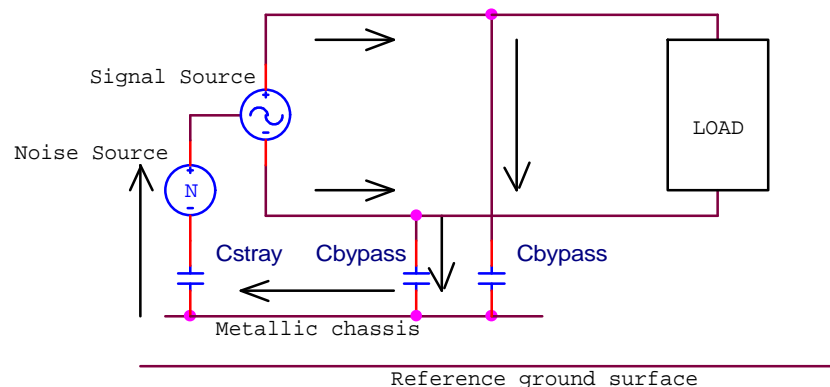 Signal Source
LOAD
Noise Source
N
Cstray
Cbypass
Cbypass
Metallic chassis
Reference ground surface